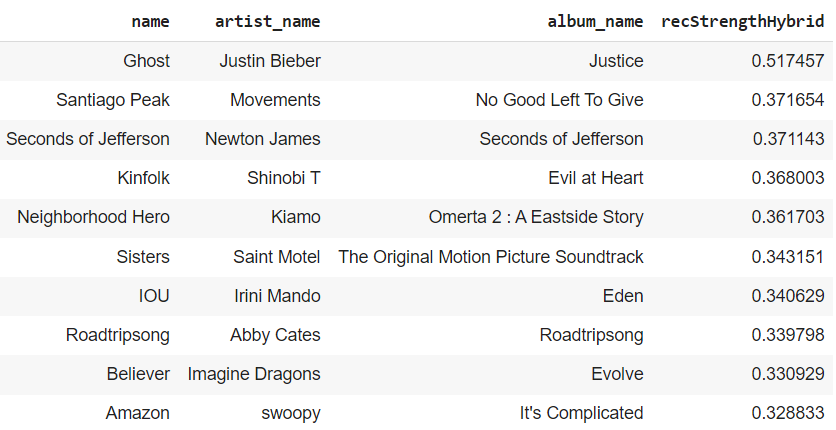 name artist_name album_name recStrengthHybrid
Ghost Justin Bieber Justice 0.517457
Santiago Peak Movements No Good Left To Give 0.371654
Seconds of Jefferson Newton James Seconds of Jefferson 0.371143
Kinfolk Shinobi T Evil at Heart 0.368003
Neighborhood Hero Kiamo Omerta 2 : A Eastside Story 0.361703
Sisters Saint Motel The Original Motion Picture Soundtrack 0.343151
IOU Irini Mando Eden 0.340629
Roadtripsong Abby Cates Roadtripsong 0.339798
Believer Imagine Dragons Evolve 0.330929
Amazon swoopy It's Complicated 0.328833